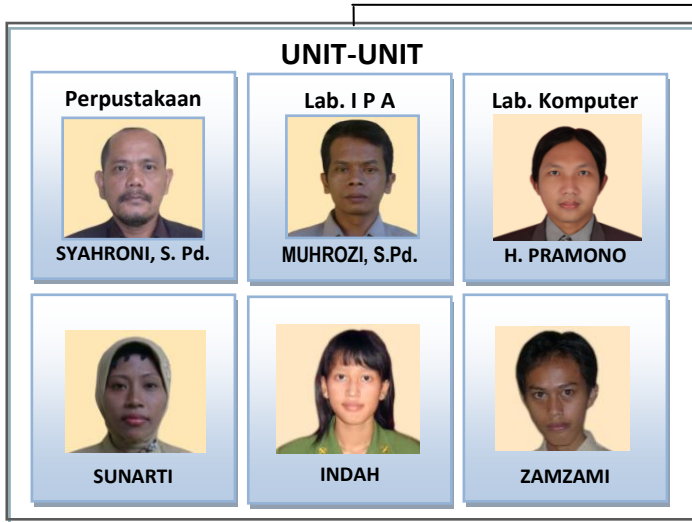 UNIT-UNIT
Perpustakaan
SYAHRONI, S. Pd.
Lab. I P A
MUHROZI, S.Pd.
Lab. Komputer
H. PRAMONO
SUNARTI
INDAH
ZAMZAMI